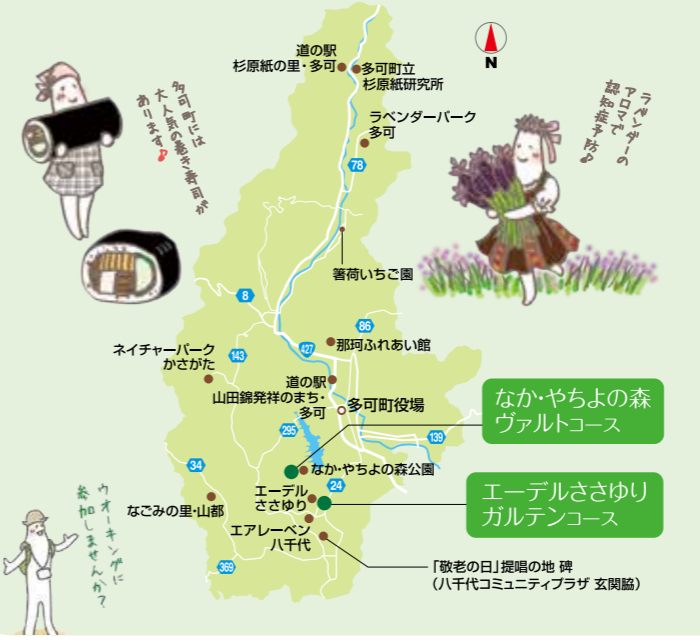 道の駅
杉原紙の里・多可
多可町立
杉原紙研究所
N
ラベンダーパーク
多可
多可町には
大人気の巻き寿司が
あります♪
ラベンダーの
アロマで
認知症予防♪
78
箸荷いちご園
8
86
那珂ふれあい館
427
ネイチャーパーク
かさがた
143
道の駅
山田錦発祥のまち・
多可
多可町役場
なか・やちよの森
ヴァルトコース
295
139
34
なか・やちよの森公園
24
エーデル
ささゆり
エーデルささゆり
ガルテンコース
なごみの里・山都
エアレーベン
八千代
ウオーキングに
参加しませんか?
369
「敬老の日」提唱の地 碑
(八千代コミュニティプラザ 玄関脇)